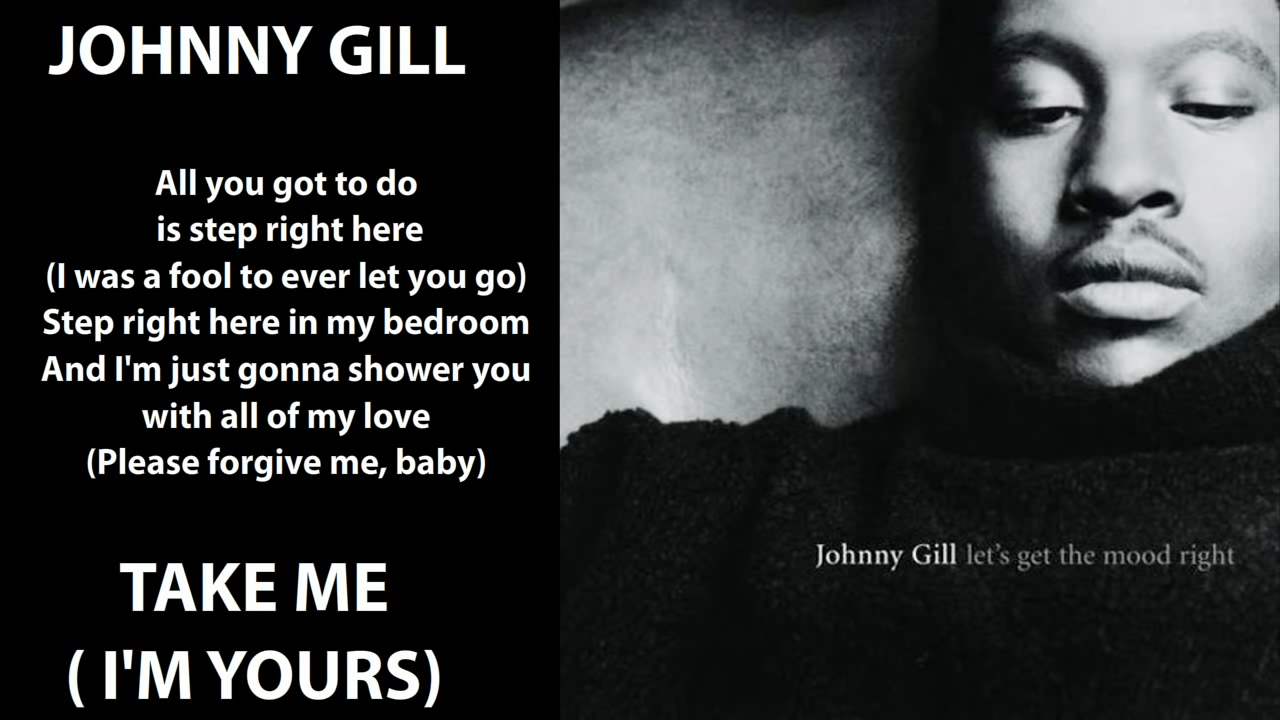 JOHNNY GILL
All you got to do
is step right here
(I was a fool to ever let you go)
Step right here in my bedroom
And I'm just gonna shower you
with all of my love
(Please forgive me, baby)
TAKE ME
( I'M YOURS)
Johnny Gill let's get the mood right